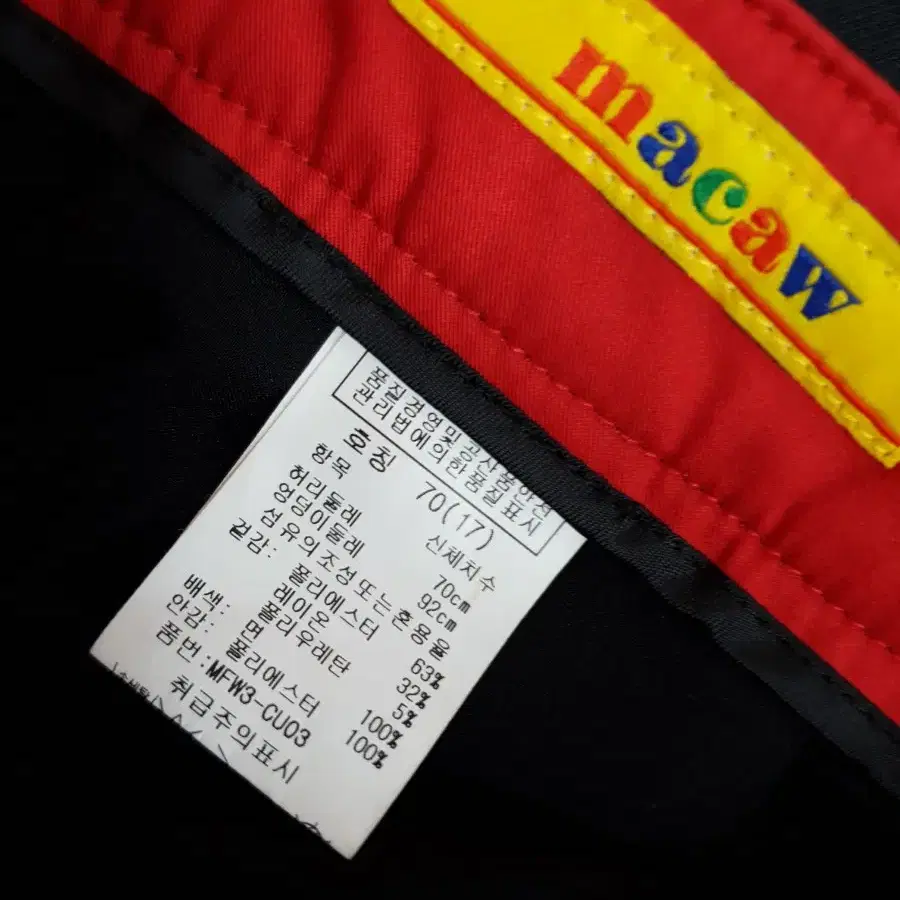 macaw
품질경영및공산품안전
관리법에의한품질표시
호칭 70(17)
항목 신체치수
허리둘레 70cm
엉덩이둘레 92cm
섬유의조성또는혼용율
겉감: 폴리에스터 63%
레이온 32%
폴리우레탄 5%
배색: 면 100%
안감: 폴리에스터 100%
품번:MFW3-CU03
취급주의표시